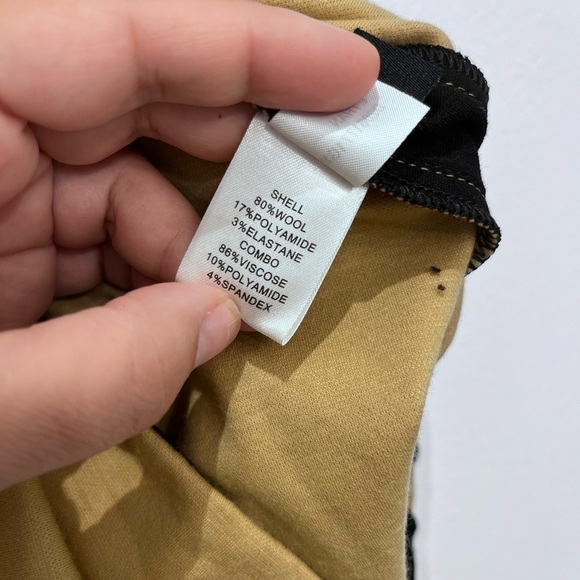 SHELL
80%WOOL
17%POLYAMIDE
3%ELASTANE
COMBO
86%VISCOSE
10%POLYAMIDE
4%SPANDEX